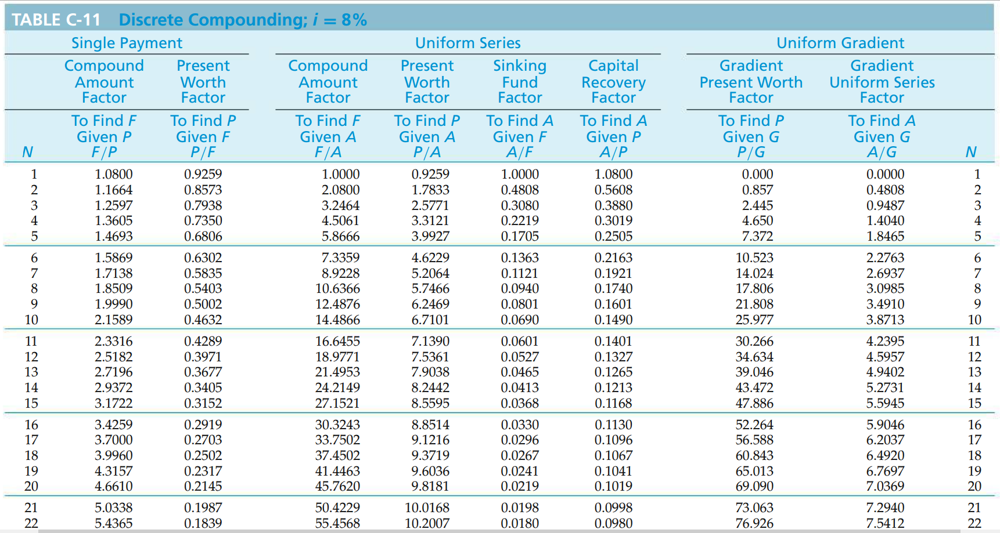 TABLE C-11 Discrete Compounding; i = 8%
Single Payment Uniform Series Uniform Gradient
Compound Present Compound Present Sinking Capital Gradient Gradient
Amount Worth Amount Worth Fund Recovery Present Worth Uniform Series
Factor Factor Factor Factor Factor Factor Factor Factor
To Find F To Find P To Find F To Find P To Find A To Find A To Find P To Find A
Given P Given F Given A Given A Given F Given P Given G Given G
N F/P P/F F/A P/A A/F A/P P/G A/G N
1 1.0800 0.9259 1.0000 0.9259 1.0000 1.0800 0.000 0.0000 1
2 1.1664 0.8573 2.0800 1.7833 0.4808 0.5608 0.857 0.4808 2
3 1.2597 0.7938 3.2464 2.5771 0.3080 0.3880 2.445 0.9487 3
4 1.3605 0.7350 4.5061 3.3121 0.2219 0.3019 4.650 1.4040 4
5 1.4693 0.6806 5.8666 3.9927 0.1705 0.2505 7.372 1.8465 5
6 1.5869 0.6302 7.3359 4.6229 0.1363 0.2163 10.523 2.2763 6
7 1.7138 0.5835 8.9228 5.2064 0.1121 0.1921 14.024 2.6937 7
8 1.8509 0.5403 10.6366 5.7466 0.0940 0.1740 17.806 3.0985 8
9 1.9990 0.5002 12.4876 6.2469 0.0801 0.1601 21.808 3.4910 9
10 2.1589 0.4632 14.4866 6.7101 0.0690 0.1490 25.977 3.8713 10
11 2.3316 0.4289 16.6455 7.1390 0.0601 0.1401 30.266 4.2395 11
12 2.5182 0.3971 18.9771 7.5361 0.0527 0.1327 34.634 4.5957 12
13 2.7196 0.3677 21.4953 7.9038 0.0465 0.1265 39.046 4.9402 13
14 2.9372 0.3405 24.2149 8.2442 0.0413 0.1213 43.472 5.2731 14
15 3.1722 0.3152 27.1521 8.5595 0.0368 0.1168 47.886 5.5945 15
16 3.4259 0.2919 30.3243 8.8514 0.0330 0.1130 52.264 5.9046 16
17 3.7000 0.2703 33.7502 9.1216 0.0296 0.1096 56.588 6.2037 17
18 3.9960 0.2502 37.4502 9.3719 0.0267 0.1067 60.843 6.4920 18
19 4.3157 0.2317 41.4463 9.6036 0.0241 0.1041 65.013 6.7697 19
20 4.6610 0.2145 45.7620 9.8181 0.0219 0.1019 69.090 7.0369 20
21 5.0338 0.1987 50.4229 10.0168 0.0198 0.0998 73.063 7.2940 21
22 5.4365 0.1839 55.4568 10.2007 0.0180 0.0980 76.926 7.5412 22